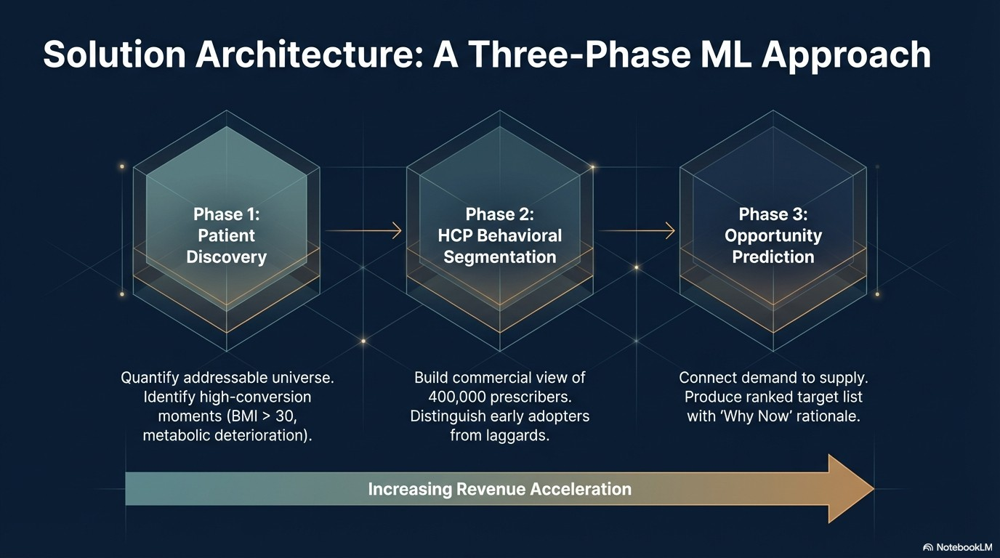 Solution Architecture: A Three-Phase ML Approach
Phase 1:
Patient
Discovery
Phase 2:
HCP Behavioral
Segmentation
Phase 3:
Opportunity
Prediction
Quantify addressable universe.
Identify high-conversion
moments (BMI > 30,
metabolic deterioration).
Build commercial view of
400,000 prescribers.
Distinguish early adopters
from laggards.
Connect demand to supply.
Produce ranked target list
with ‘Why Now’ rationale.
Increasing Revenue Acceleration
NotebookLM